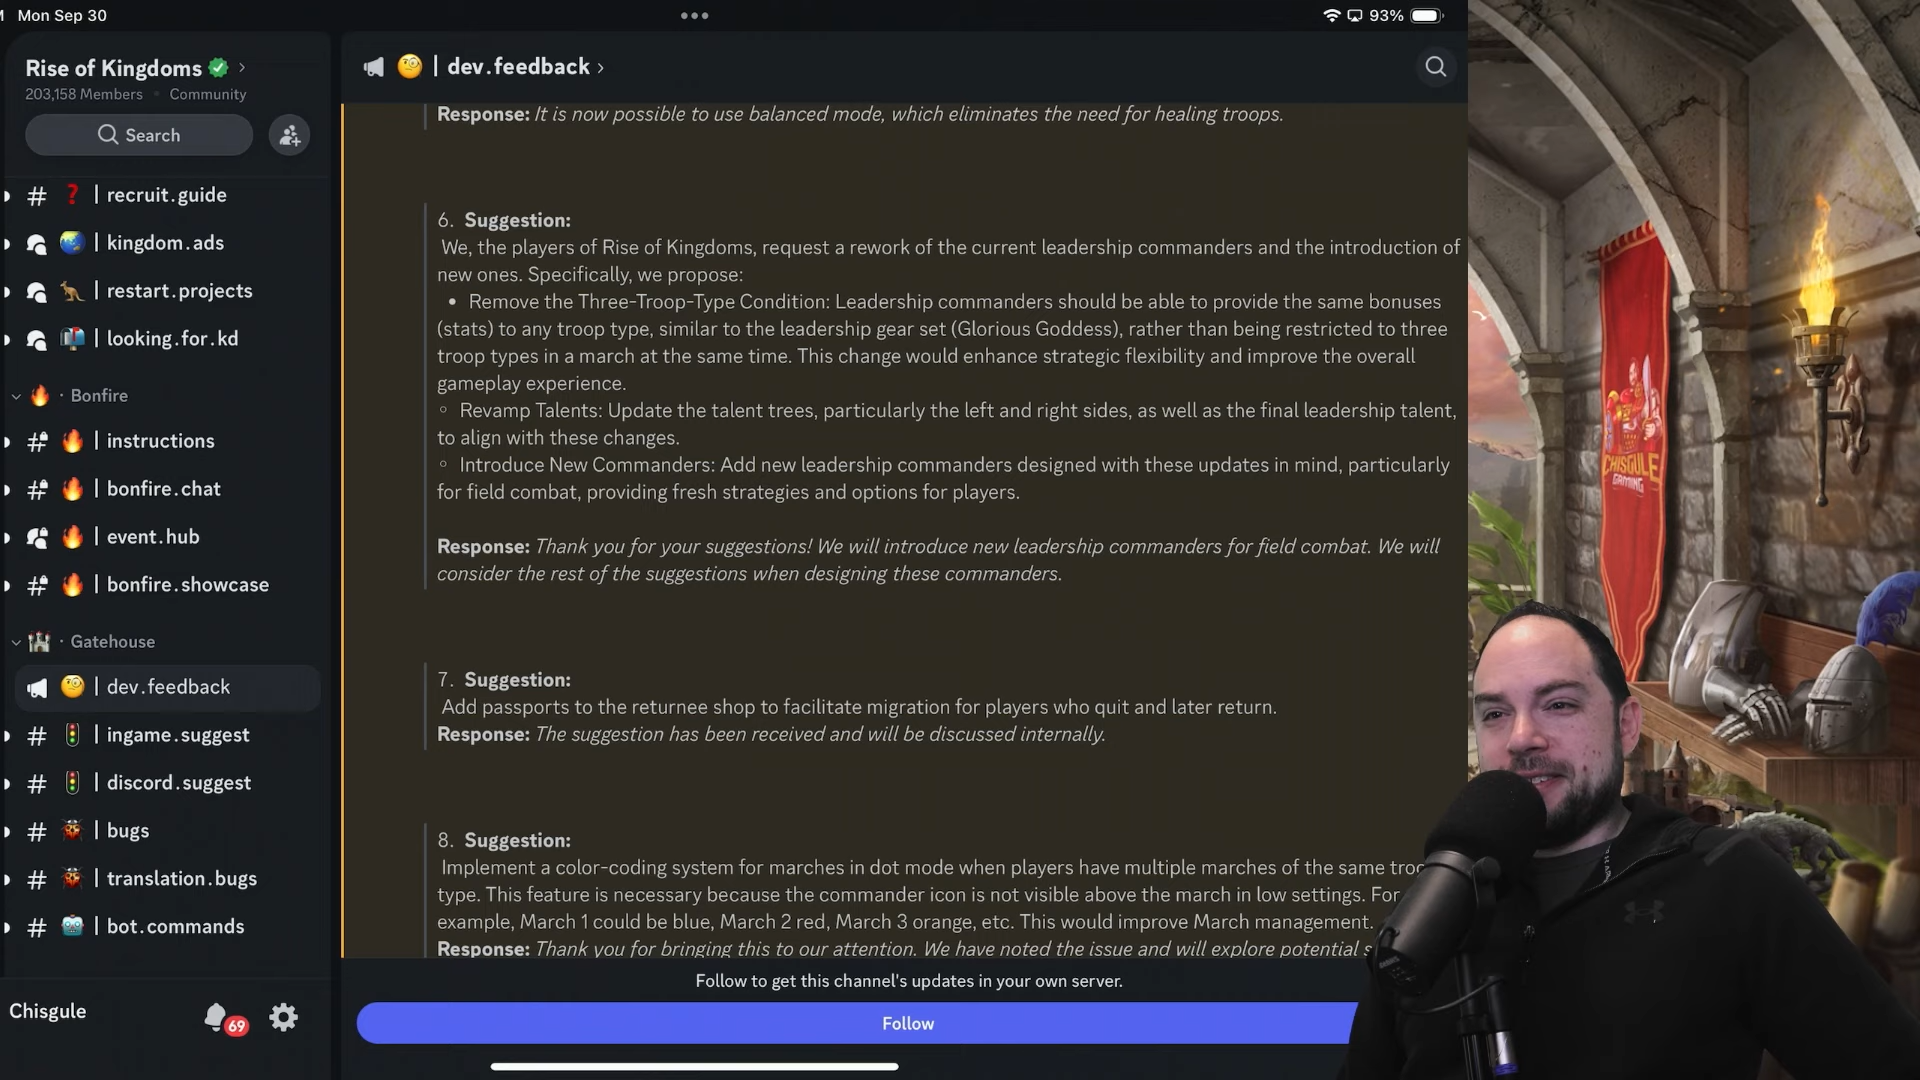 Mon Sep 30
93%
Rise of Kingdoms
203,158 Members • Community
Search
recruit.guide
kingdom.ads
restart.projects
looking.for.kd
· Bonfire
instructions
bonfire.chat
event.hub
bonfire.showcase
· Gatehouse
dev.feedback
ingame.suggest
discord.suggest
bugs
translation.bugs
bot.commands
Chisgule
69
| dev.feedback ›
Response: It is now possible to use balanced mode, which eliminates the need for healing troops.
6. Suggestion:
We, the players of Rise of Kingdoms, request a rework of the current leadership commanders and the introduction of
new ones. Specifically, we propose:
• Remove the Three-Troop-Type Condition: Leadership commanders should be able to provide the same bonuses
(stats) to any troop type, similar to the leadership gear set (Glorious Goddess), rather than being restricted to three
troop types in a march at the same time. This change would enhance strategic flexibility and improve the overall
gameplay experience.
◦ Revamp Talents: Update the talent trees, particularly the left and right sides, as well as the final leadership talent,
to align with these changes.
◦ Introduce New Commanders: Add new leadership commanders designed with these updates in mind, particularly
for field combat, providing fresh strategies and options for players.
Response: Thank you for your suggestions! We will introduce new leadership commanders for field combat. We will
consider the rest of the suggestions when designing these commanders.
7. Suggestion:
Add passports to the returnee shop to facilitate migration for players who quit and later return.
Response: The suggestion has been received and will be discussed internally.
8. Suggestion:
Implement a color-coding system for marches in dot mode when players have multiple marches of the same
type. This feature is necessary because the commander icon is not visible above the march in low settings. For
example, March 1 could be blue, March 2 red, March 3 orange, etc. This would improve March management.
Response: Thank you for bringing this to our attention. We have noted the issue and will explore potential
Follow to get this channel's updates in your own server.
Follow
CHISGULE
GAMING